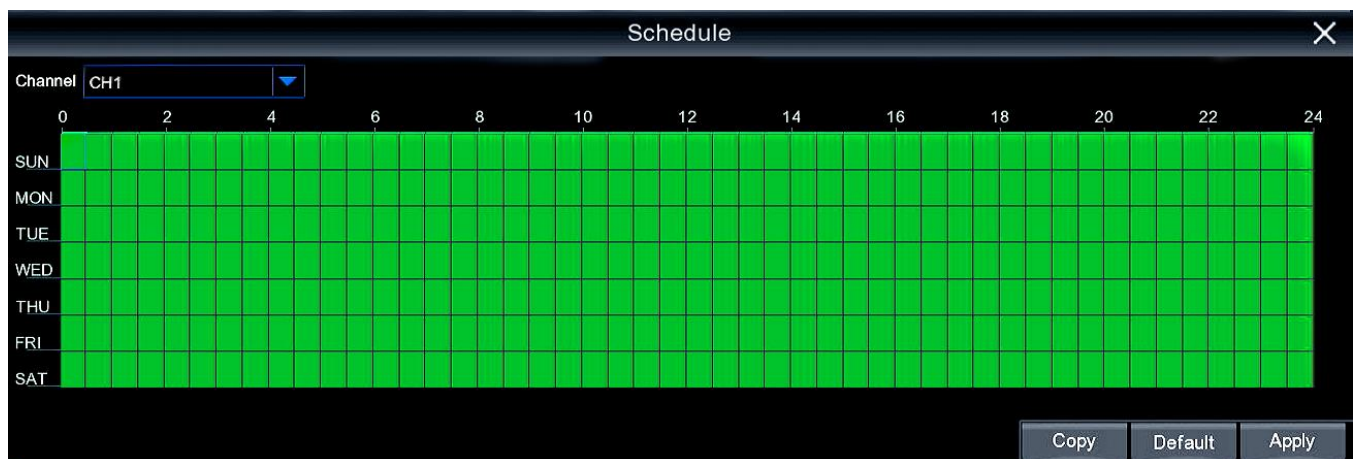 Schedule
Channel CH1
0 2 4 6 8 10 12 14 16 18 20 22 24
SUN
MON
TUE
WED
THU
FRI
SAT
Copy Default Apply